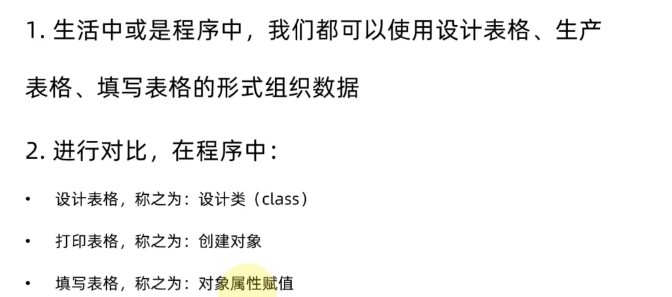 1. 生活中或是程序中，我们都可以使用设计表格、生产
表格、填写表格的形式组织数据
2. 进行对比，在程序中：
• 设计表格，称之为：设计类（class）
• 打印表格，称之为：创建对象
• 填写表格，称之为：对象属性赋值